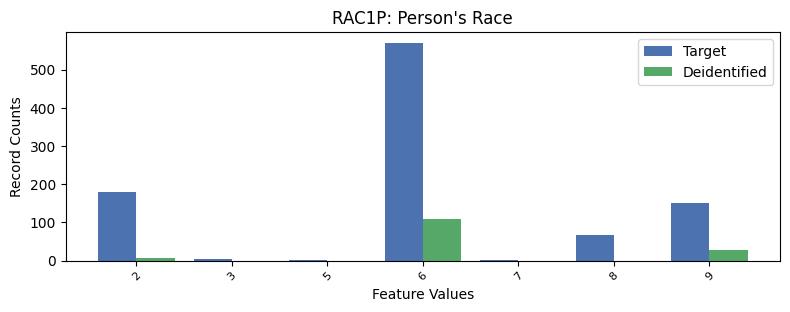 RAC1P: Person's Race
Target
Deidentified
Record Counts
500
400
300
200
100
0
2 3 5 6 7 8 9
Feature Values